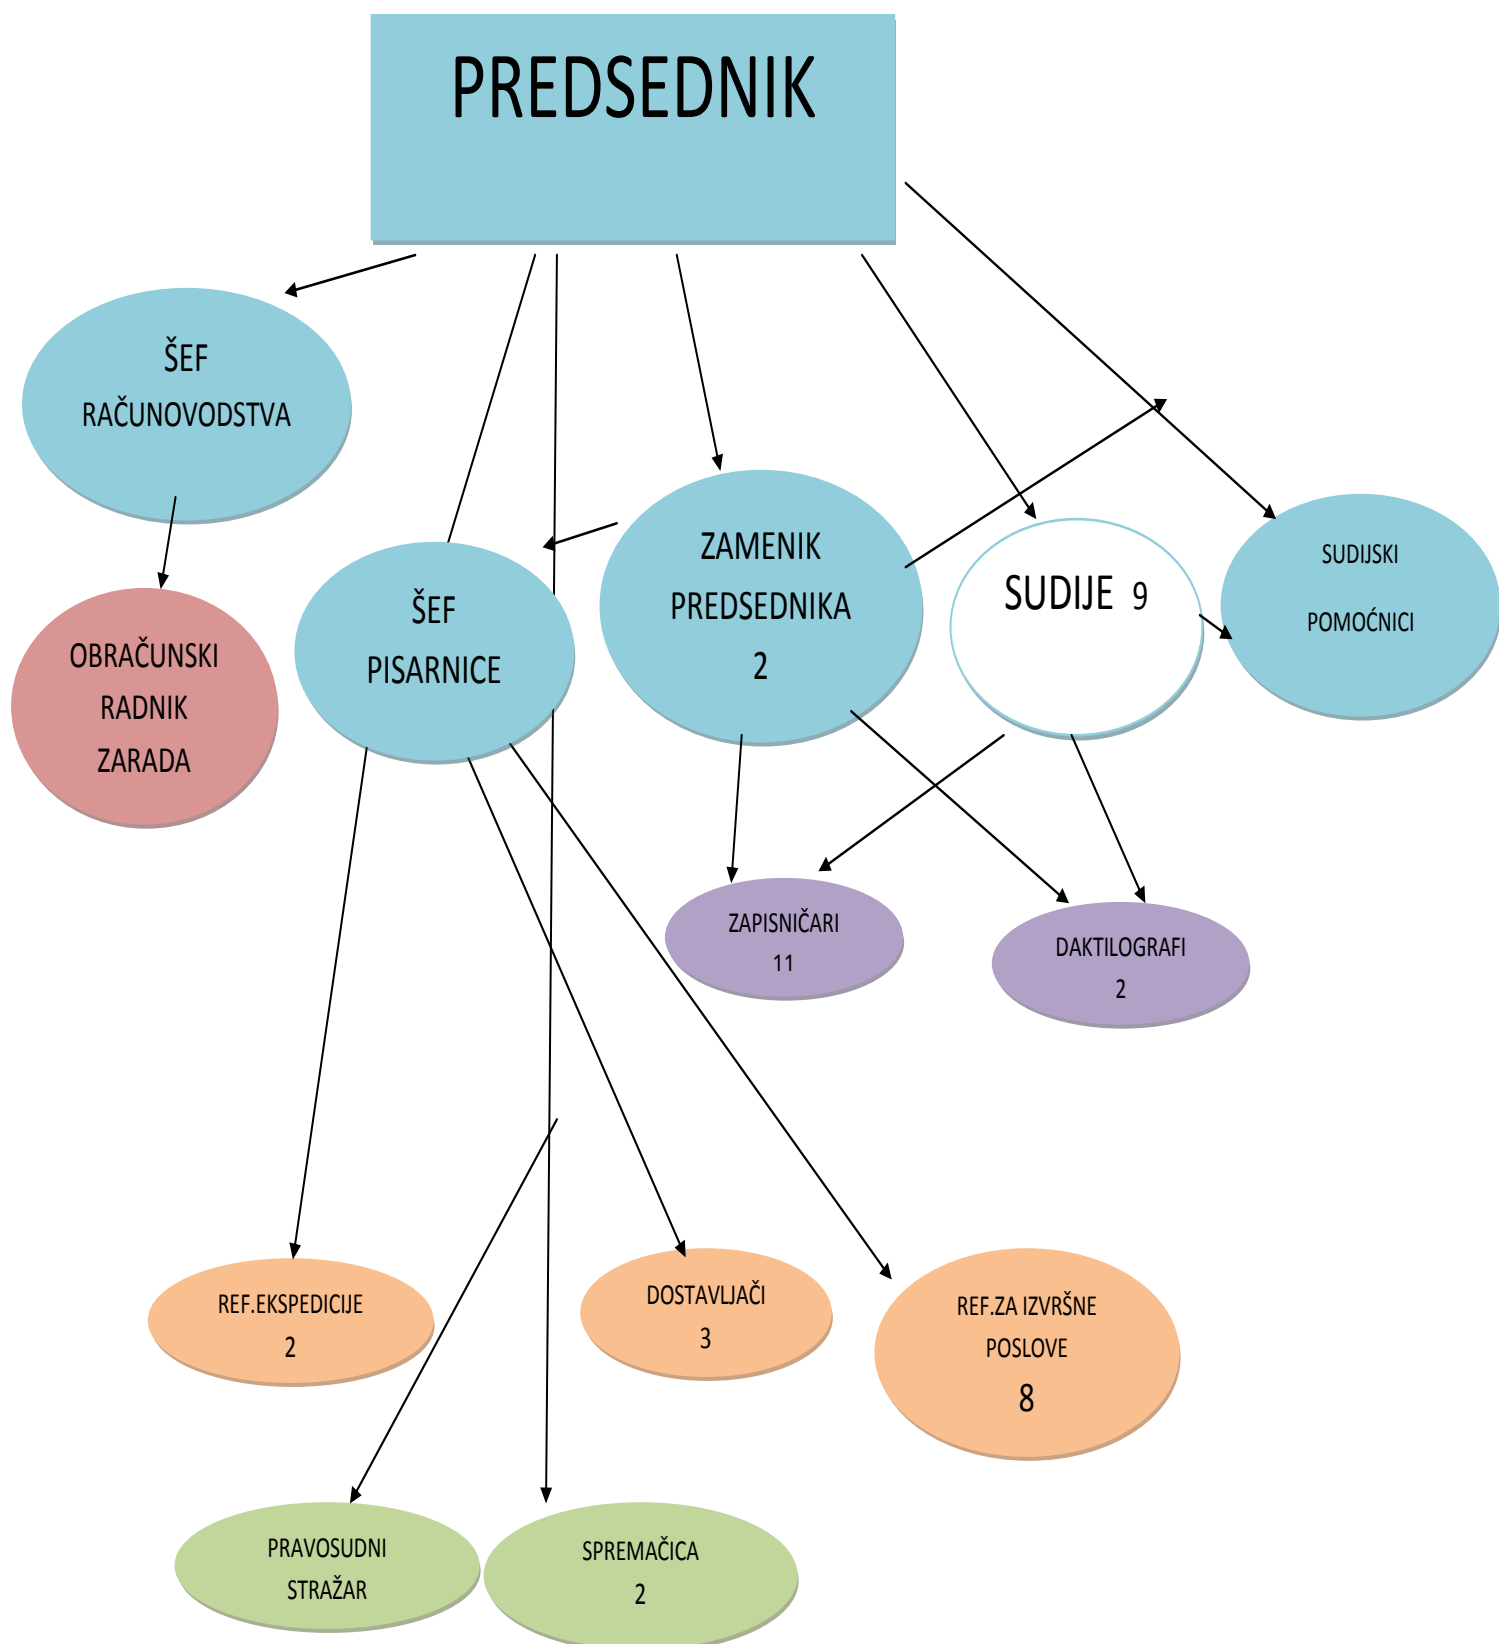 PREDSEDNIK
ŠEF
RAČUNOVODSTVA
OBRAČUNSKI
RADNIK
ZARADA
ŠEF
PISARNICE
ZAMENIK
PREDSEDNIKA
2
SUDIJE 9
SUDIJSKI
POMOĆNICI
ZAPISNIČARI
11
DAKTILOGRAFI
2
REF.EKSPEDICIJE
2
DOSTAVLJAČI
3
REF.ZA IZVRŠNE
POSLOVE
8
PRAVOSUDNI
STRAŽAR
SPREMAČICA
2